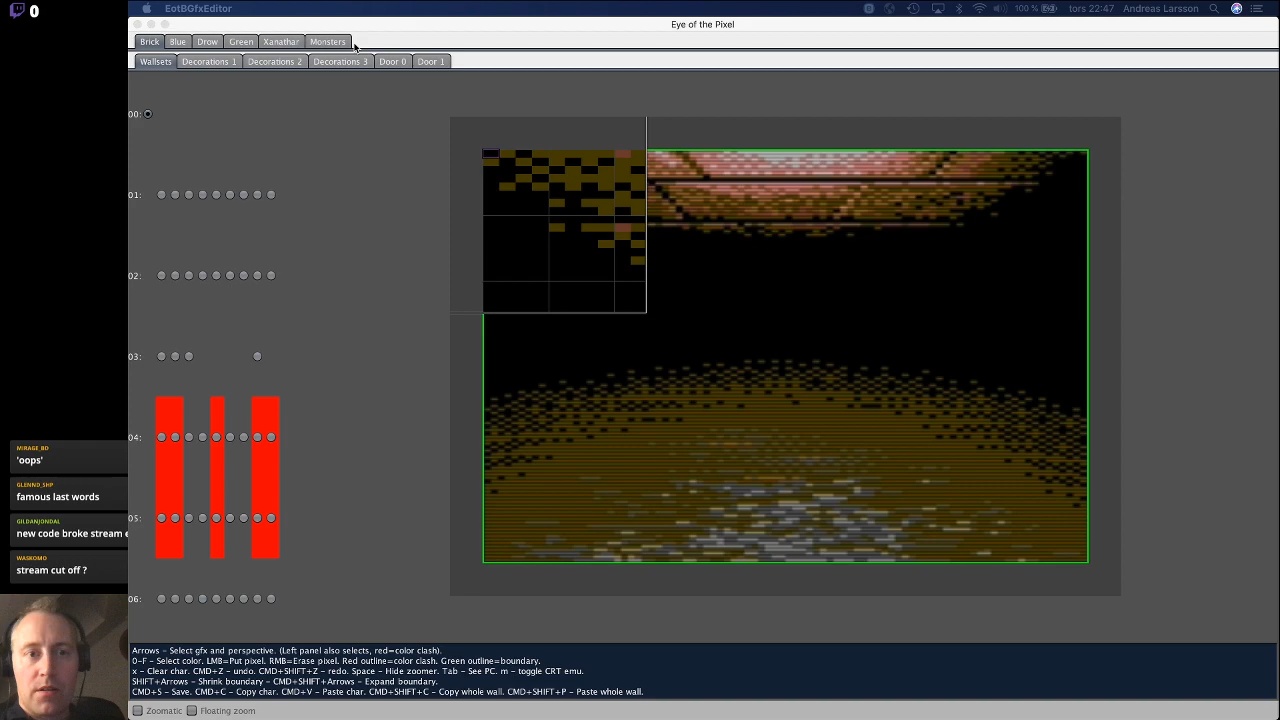 0
EotBGfxEditor
100 %
tors 22:47
Andreas Larsson
Eye of the Pixel
Brick
Blue
Drow
Green
Xanathar
Monsters
Wallsets
Decorations 1
Decorations 2
Decorations 3
Door 0
Door 1
00:
01:
02:
03:
04:
05:
06:
MIRAGE_BD
'oops'
GLENND_SHP
famous last words
GILDANJONDAL
new code broke stream e
WASKOMO
stream cut off ?
Arrows - Select gfx and perspective. (Left panel also selects, red=color clash).
0-F - Select color. LMB=Put pixel. RMB=Erase pixel. Red outline=color clash. Green outline=boundary.
x - Clear char. CMD+Z - undo. CMD+SHIFT+Z - redo. Space - Hide zoomer. Tab - See PC. m - toggle CRT emu.
SHIFT+Arrows - Shrink boundary - CMD+SHIFT+Arrows - Expand boundary.
CMD+S - Save. CMD+C - Copy char. CMD+V - Paste char. CMD+SHIFT+C - Copy whole wall. CMD+SHIFT+P - Paste whole wall.
Zoomatic
Floating zoom